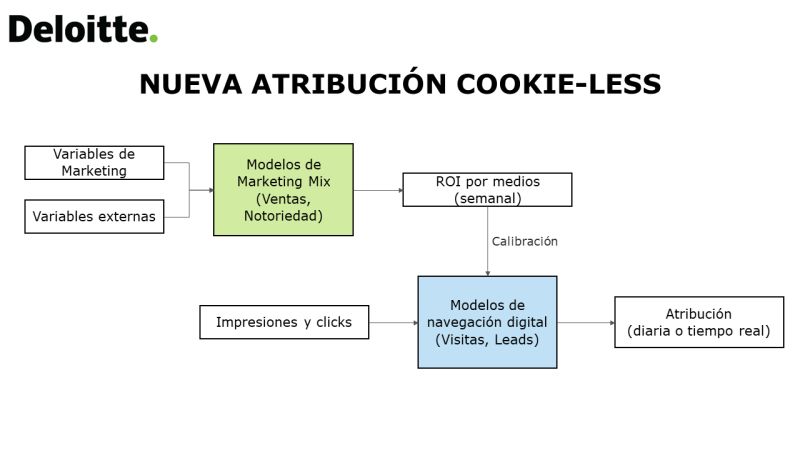 Deloitte.
NUEVA ATRIBUCIÓN COOKIE-LESS
Variables de
Marketing
Variables externas
Modelos de
Marketing Mix
(Ventas,
Notoriedad)
ROI por medios
(semanal)
Calibración
Impresiones y clicks
Modelos de
navegación digital
(Visitas, Leads)
Atribución
(diaria o tiempo real)